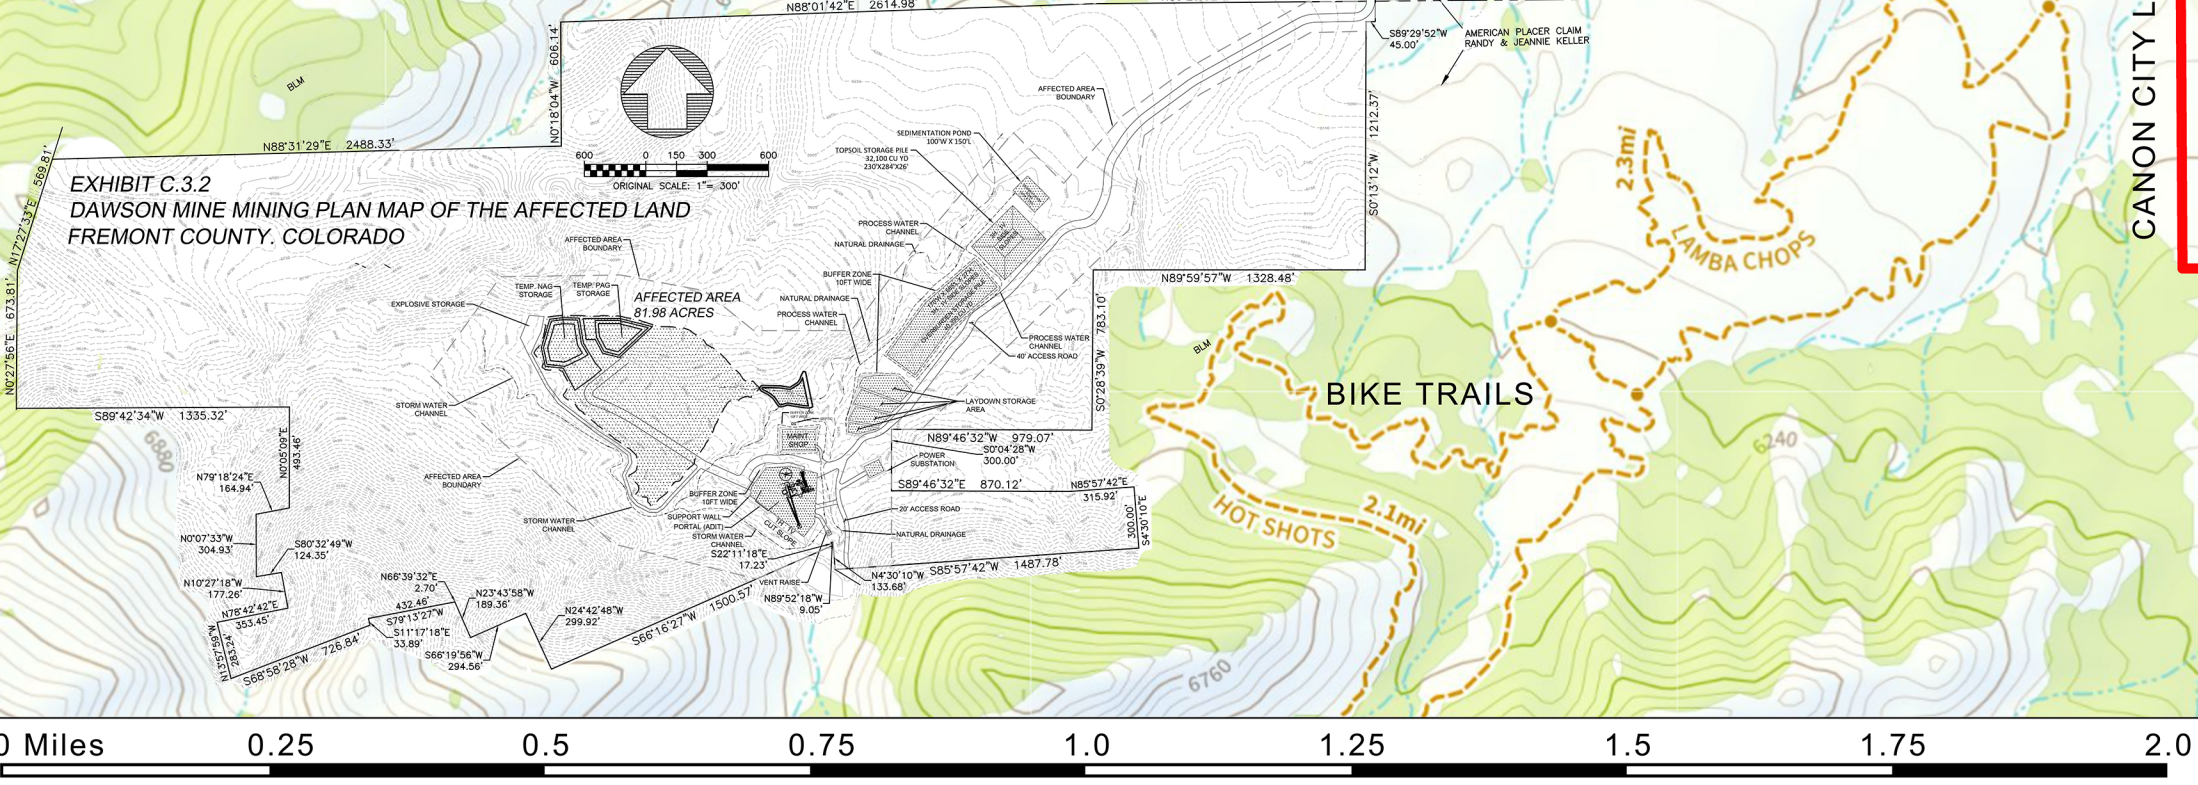 N88°01'42"E 2614.98'
S89°29'52"W
45.00'
AMERICAN PLACER CLAIM
RANDY & JEANNIE KELLER
CANON CITY L
BLM
N0°18'04"W 606.14'
AFFECTED AREA
BOUNDARY
S0°13'12"W 1212.37'
N88°31'29"E 2488.33'
600 0 150 300 600
ORIGINAL SCALE: 1"= 300'
SEDIMENTATION POND
100'W X 150'L
TOPSOIL STORAGE PILE
32,100 CU YD
230'X284'X26'
2.3mi
LAMBA CHOPS
N17°27'33"E 569.81'
EXHIBIT C.3.2
DAWSON MINE MINING PLAN MAP OF THE AFFECTED LAND
FREMONT COUNTY. COLORADO
PROCESS WATER
CHANNEL
NATURAL DRAINAGE
AFFECTED AREA
BOUNDARY
BUFFER ZONE
10FT WIDE
N89°59'57"W 1328.48'
TEMP. NAG
STORAGE
TEMP. PAG
STORAGE
EXPLOSIVE STORAGE
AFFECTED AREA
81.98 ACRES
NATURAL DRAINAGE
PROCESS WATER
CHANNEL
OVERBURDEN STORAGE PILE
PROCESS WATER
CHANNEL
40' ACCESS ROAD
N0°27'56"E 673.81'
S0°28'39"W 783.10'
BLM
BIKE TRAILS
STORM WATER
CHANNEL
LAYDOWN STORAGE
AREA
S89°42'34"W 1335.32'
N0°05'09"E
493.46'
6880
MAINT
SHOP
N89°46'32"W 979.07'
S0°04'28"W
300.00'
POWER
SUBSTATION
6240
N79°18'24"E
164.94'
AFFECTED AREA
BOUNDARY
S89°46'32"E 870.12'
N85°57'42"E
315.92'
BUFFER ZONE
10FT WIDE
20' ACCESS ROAD
300.00'
S4°30'10"E
HOT SHOTS
2.1mi
STORM WATER
CHANNEL
SUPPORT WALL
PORTAL (ADIT)
STORM WATER
CHANNEL
CUT SLOPE
NATURAL DRAINAGE
N0°07'33"W
304.93'
S80°32'49"W
124.35'
S22°11'18"E
17.23'
VENT RAISE
N89°52'18"W
9.05'
N4°30'10"W
133.68'
S85°57'42"W 1487.78'
N10°27'18"W
177.26'
N66°39'32"E
2.70'
N23°43'58"W
189.36'
N24°42'48"W
299.92'
432.46'
S79°13'27"W
N78°42'42"E
353.45'
S11°17'18"E
33.89'
N13°57'59"W
283.24'
S68°58'28"W 726.84'
S66°19'56"W
294.56'
S66°16'27"W 1500.57'
6760
0 Miles 0.25 0.5 0.75 1.0 1.25 1.5 1.75 2.0